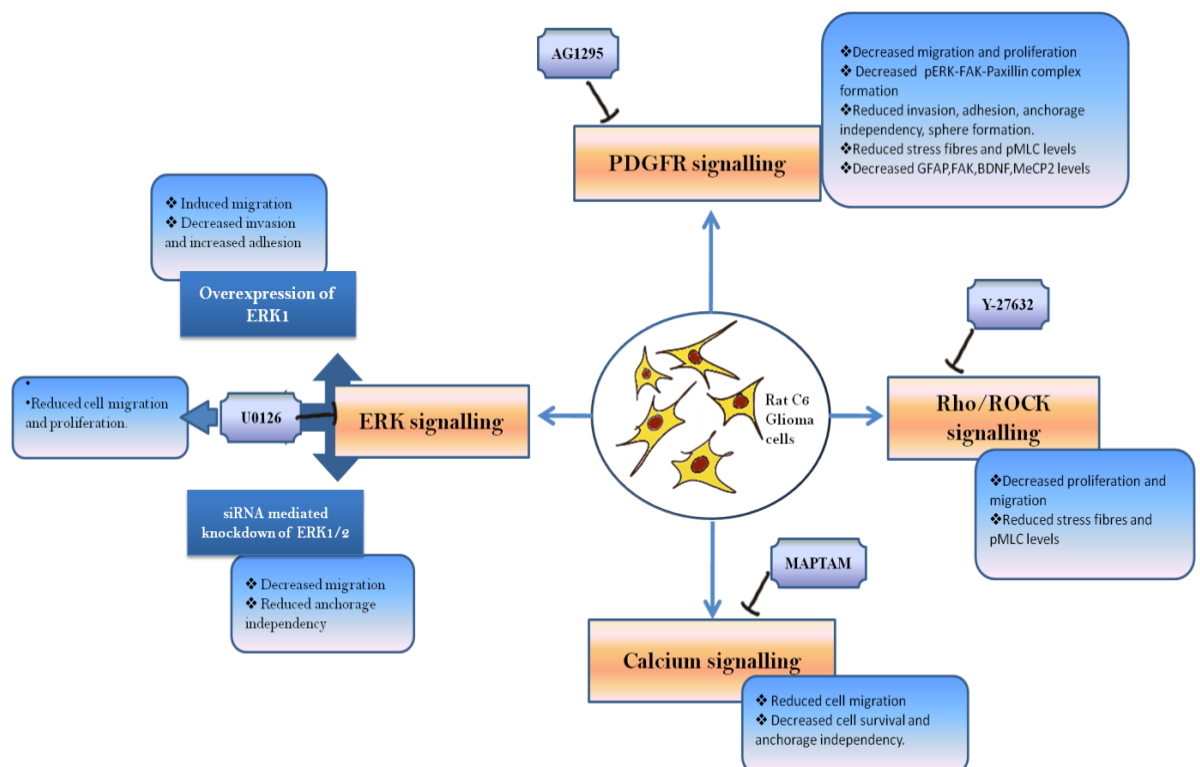 AG1295
PDGFR signalling
❖Decreased migration and proliferation
❖ Decreased pERK-FAK-Paxillin complex
formation
❖Reduced invasion, adhesion, anchorage
independency, sphere formation.
❖Reduced stress fibres and pMLC levels
❖Decreased GFAP,FAK,BDNF,MeCP2 levels
❖ Induced migration
❖ Decreased invasion
and increased adhesion
Overexpression of
ERK1
•
•Reduced cell migration
and proliferation.
U0126
ERK signalling
siRNA mediated
knockdown of ERK1/2
❖ Decreased migration
❖ Reduced anchorage
independency
Rat C6
Glioma
cells
Y-27632
Rho/ROCK
signalling
❖Decreased proliferation and
migration
❖Reduced stress fibres and
pMLC levels
MAPTAM
Calcium signalling
❖ Reduced cell migration
❖ Decreased cell survival and
anchorage independency.